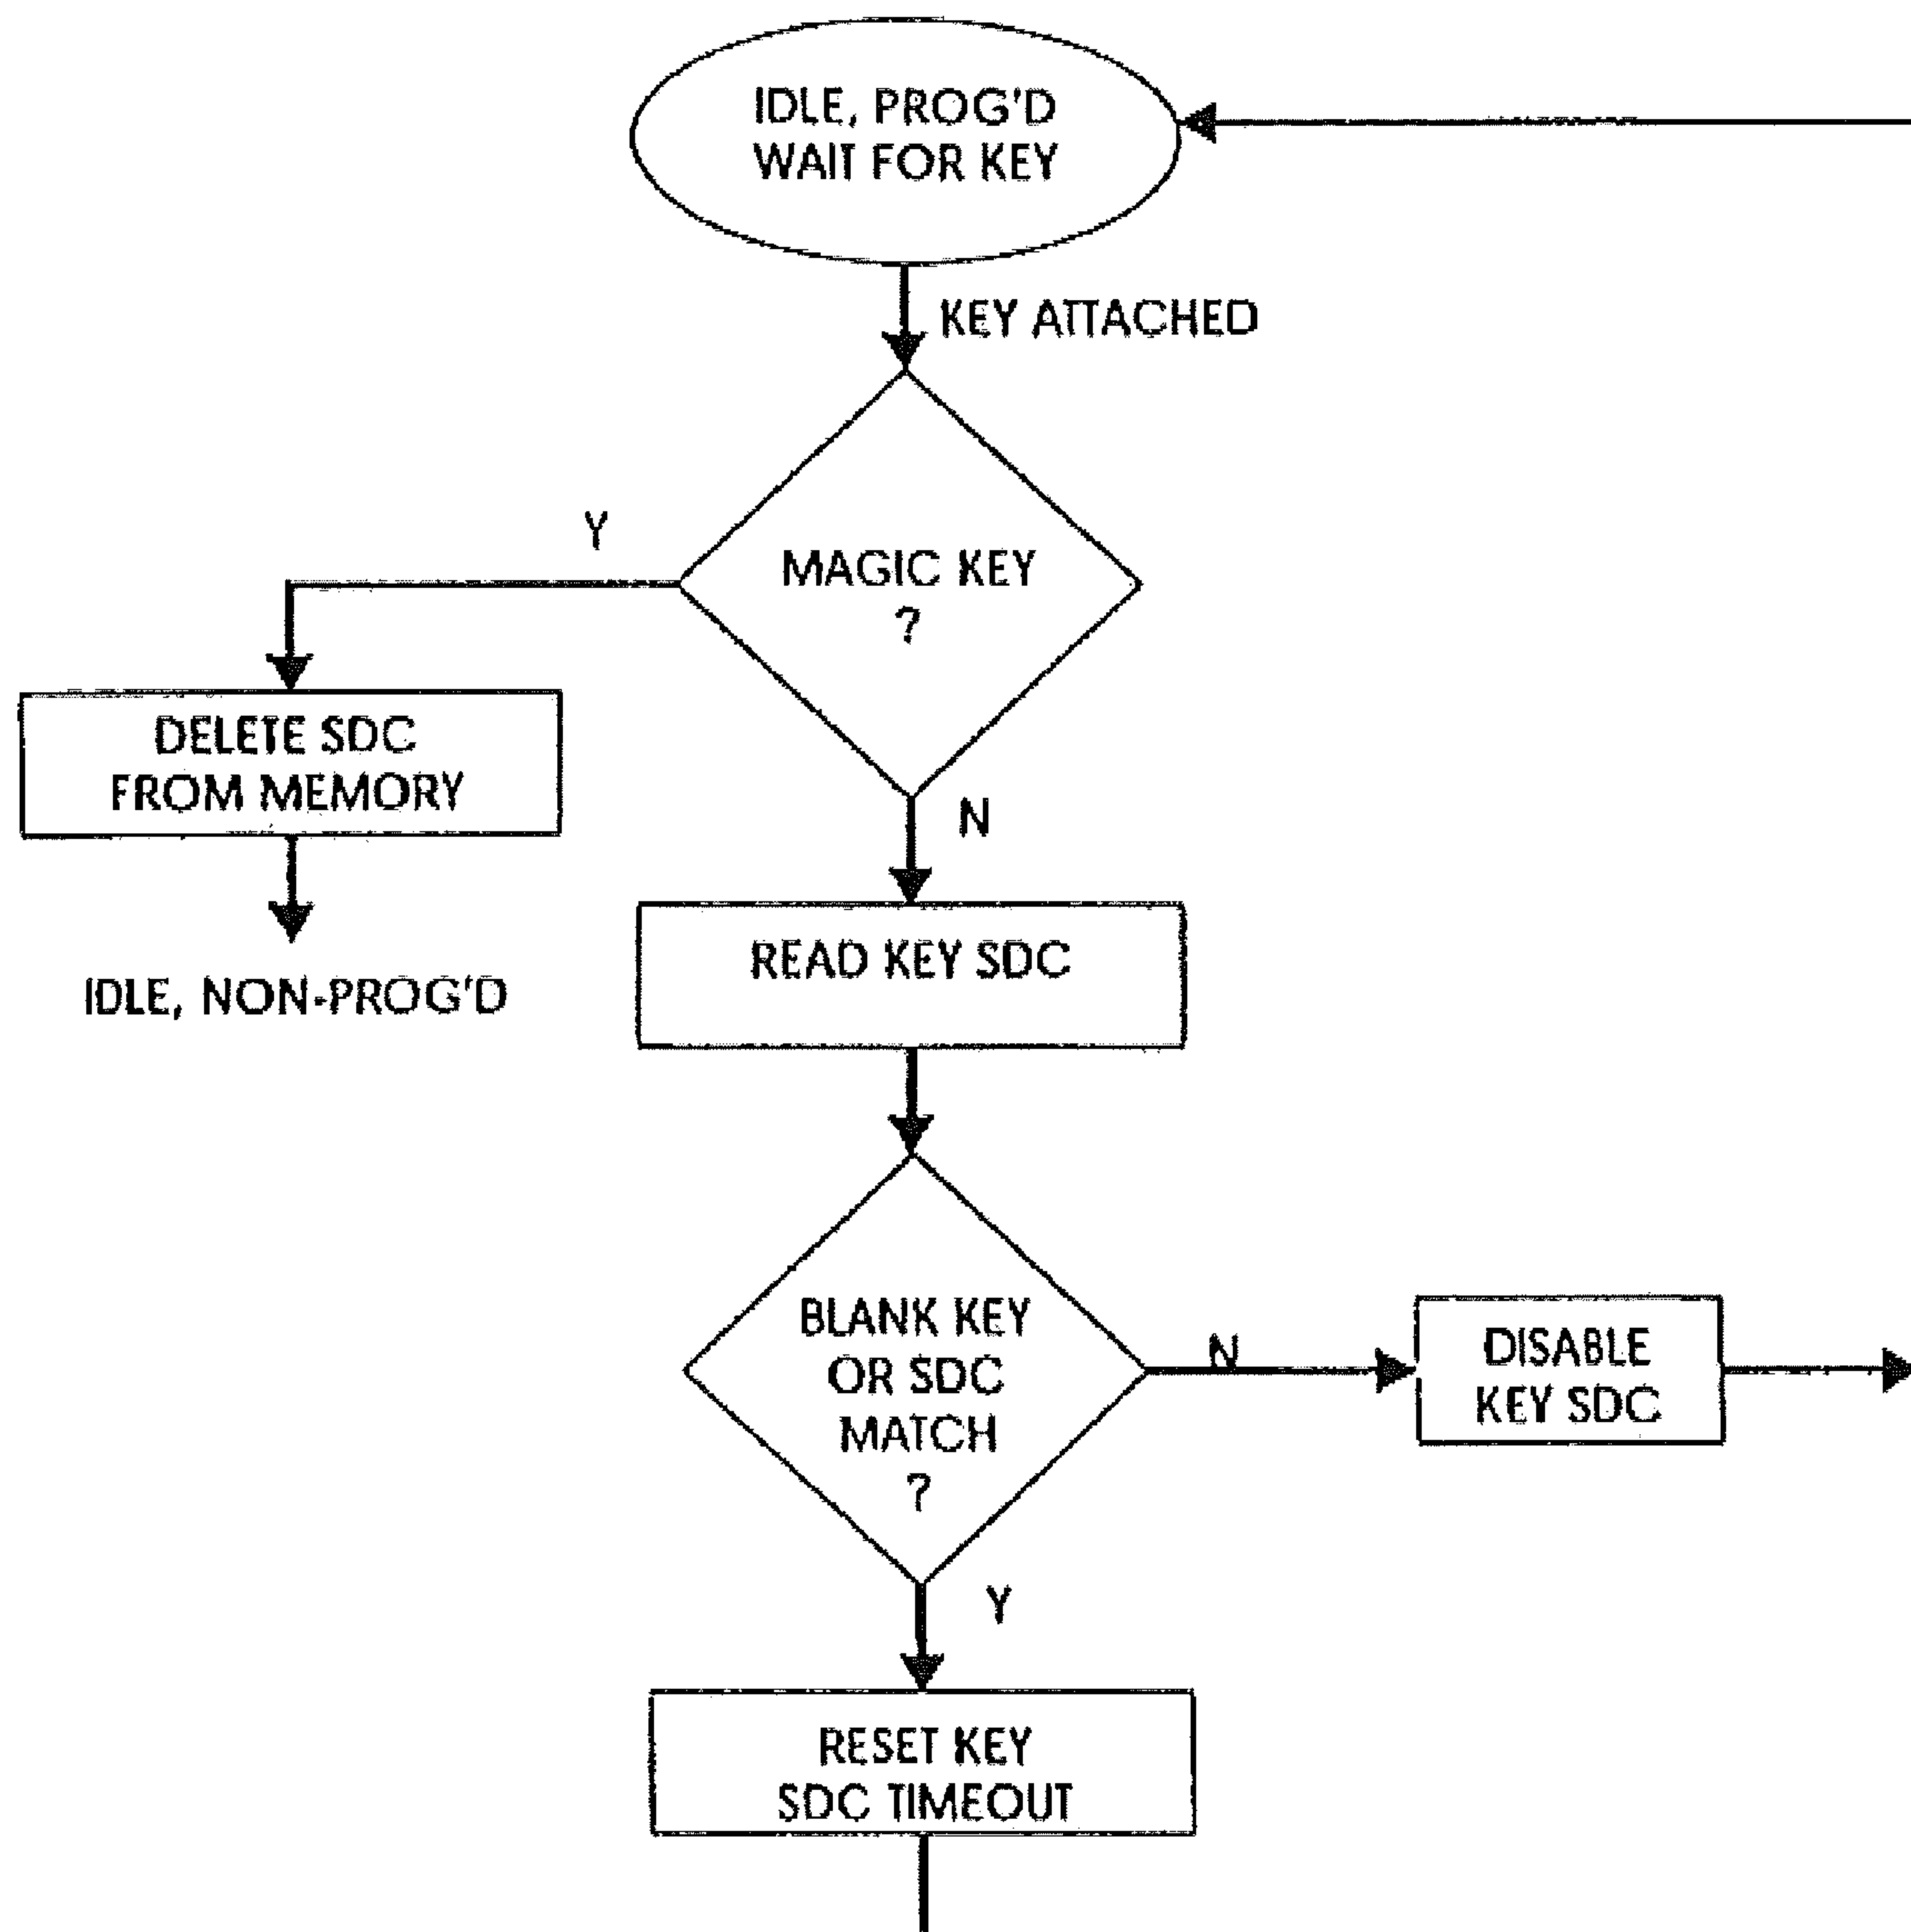 IDLE, PROG'D
WAIT FOR KEY
KEY ATTACHED
Y
MAGIC KEY
?
DELETE SDC
FROM MEMORY
N
READ KEY SDC
IDLE, NON-PROG'D
BLANK KEY
OR SDC
MATCH
?
N
DISABLE
KEY SDC
Y
RESET KEY
SDC TIMEOUT